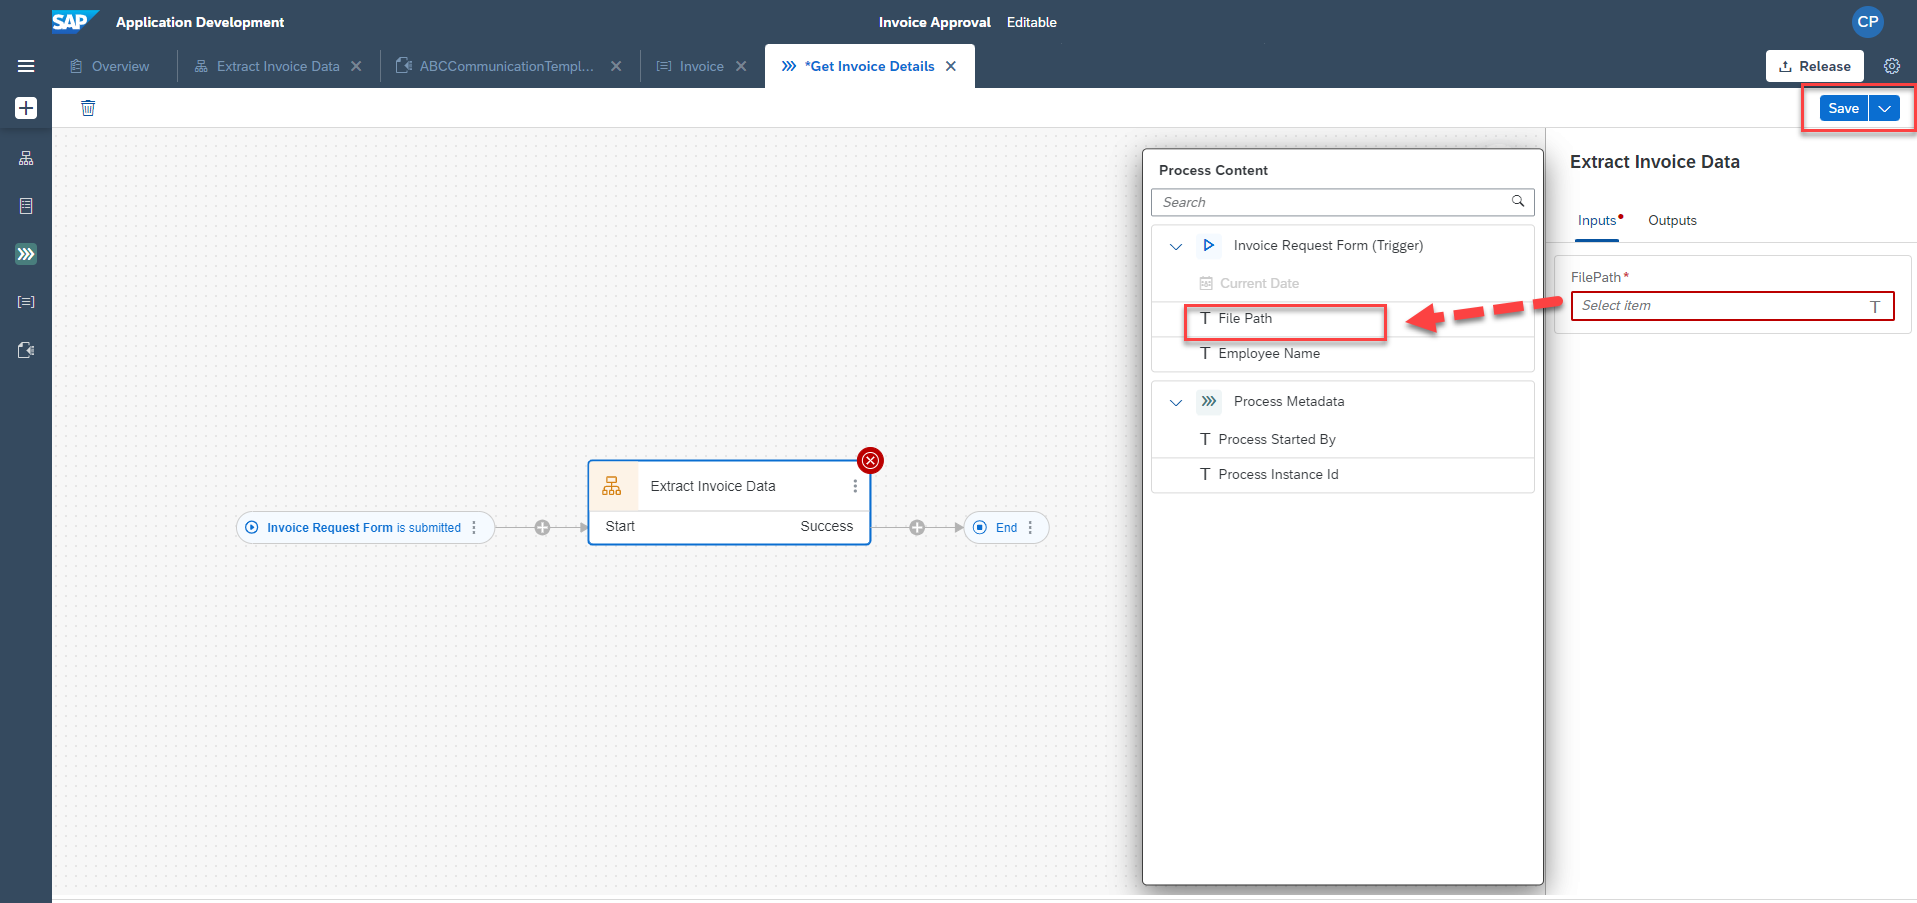 SAP Application Development
Invoice Approval Editable
CP
Overview
Extract Invoice Data
ABCCommunicationTempl...
Invoice
*Get Invoice Details
Release
Save
Process Content
Search
Invoice Request Form (Trigger)
Current Date
T File Path
T Employee Name
Process Metadata
T Process Started By
T Process Instance Id
Extract Invoice Data
Inputs Outputs
FilePath*
Select item T
Extract Invoice Data
Start Success
Invoice Request Form is submitted
End